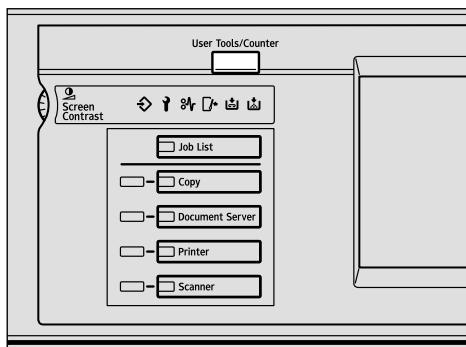 User Tools/Counter
Screen
Contrast
Job List
Copy
Document Server
Printer
Scanner